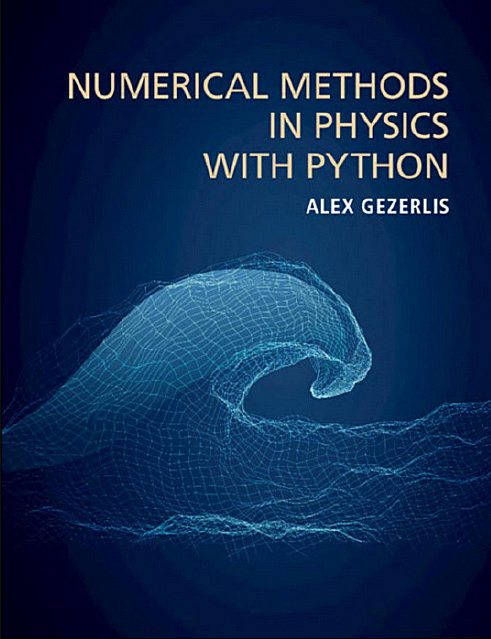 NUMERICAL METHODS
IN PHYSICS
WITH PYTHON
ALEX GEZERLIS